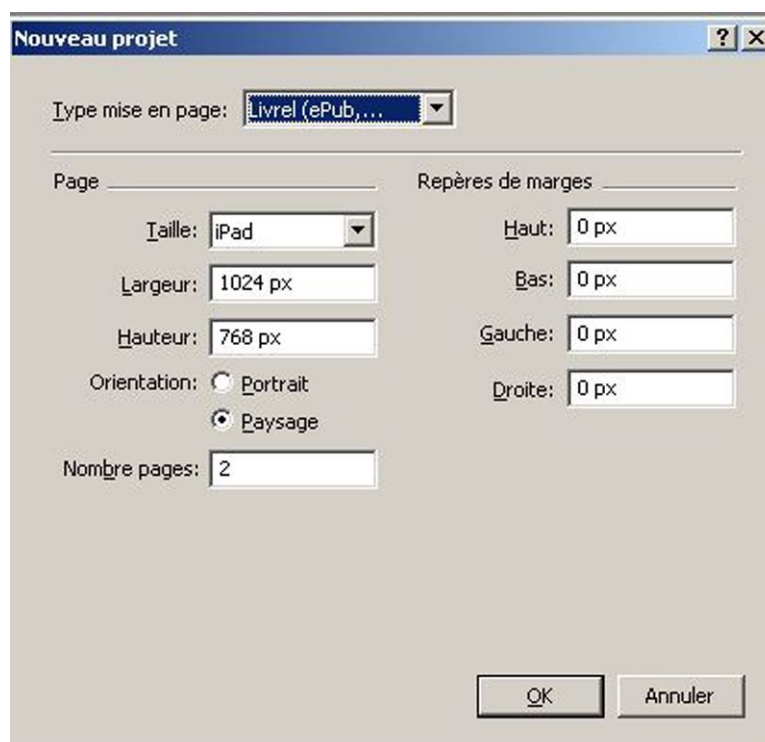 Nouveau projet
Type mise en page: Livrel (ePub,...
Page
Taille: iPad
Largeur: 1024 px
Hauteur: 768 px
Orientation: Portrait
Paysage
Nombre pages: 2
Repères de marges
Haut: 0 px
Bas: 0 px
Gauche: 0 px
Droite: 0 px
OK Annuler